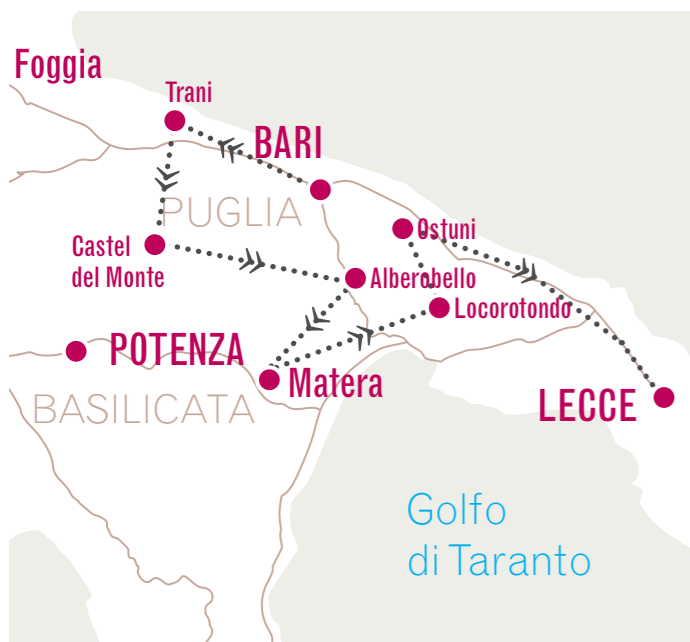 Foggia
Trani
BARI
PUGLIA
Ostuni
Castel
del Monte
Alberobello
Locorotondo
POTENZA
Matera
BASILICATA
LECCE
Golfo
di Taranto